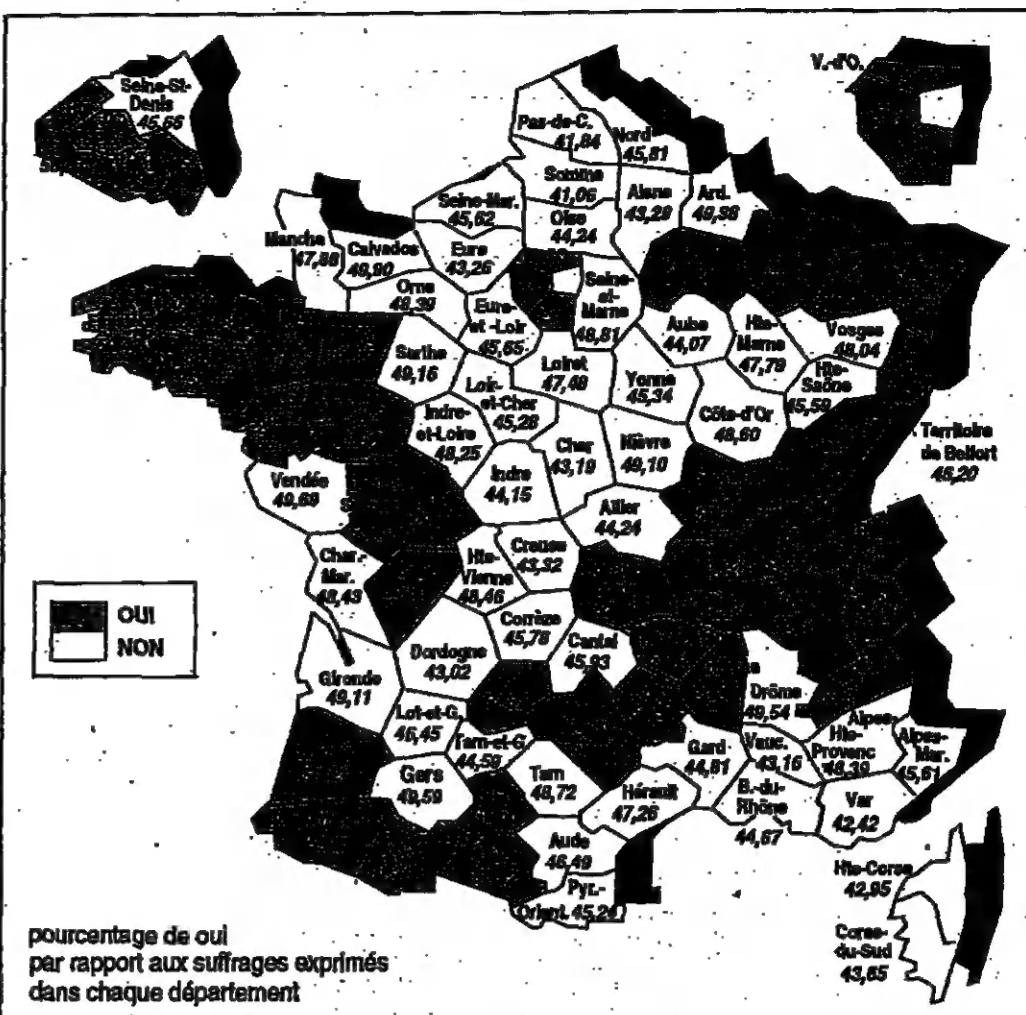 Seine-St-
Denis
45,66
V.-d'O.
Pas-de-C.
41,84
Nord
45,81
Somme
41,06
Aisne
43,28
Ard.
49,38
Seine-Mar.
45,62
Oise
44,24
Manche
47,88
Calvados
49,90
Eure
43,26
Orne
48,39
Eure-
et-Loir
45,65
Seine-
et-
Marne
48,81
Aube
44,07
Hte-
Marne
47,79
Vosges
48,04
Sarthe
49,16
Loiret
47,48
Yonne
45,34
Hte-
Saône
45,59
Loir-
et-Cher
45,28
Indre-
et-Loire
48,25
Côte-d'Or
48,60
Territoire
de Belfort
46,20
Cher
43,19
Nièvre
49,10
Indre
44,15
Vendée
49,68
Allier
44,24
Char.-
Mar.
48,43
Hte-
Vienne
48,46
Creuse
43,32
OUI
NON
Corrèze
45,78
Cantal
45,93
Dordogne
43,02
Gironde
49,11
Drôme
49,54
Lot-et-G.
46,45
Tarn-et-G
44,59
Gers
49,59
Tarn
48,72
Hérault
47,26
Gard
44,81
Vauc.
43,16
Alpes-
Hte-
Provenc
48,39
Alpes-
Mar.
45,61
B.-du-
Rhône
44,67
Var
42,42
Aude
46,49
Pyr.-
Orient. 45,24
Hte-Corse
42,95
Corse-
du-Sud
43,65
pourcentage de oui
par rapport aux suffrages exprimés
dans chaque département